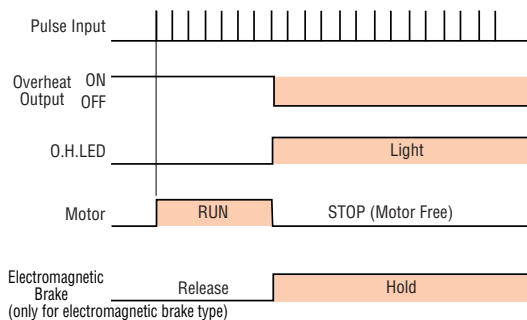 Pulse Input
Overheat
Output
ON
OFF
O.H.LED
Light
Motor
RUN
STOP (Motor Free)
Electromagnetic
Brake
(only for electromagnetic brake type)
Release
Hold